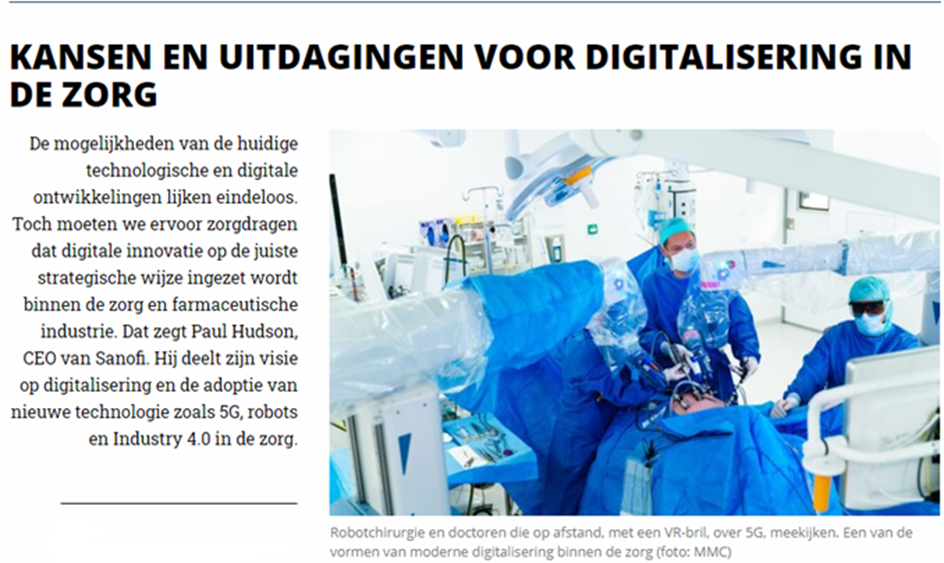 KANSEN EN UITDAGINGEN VOOR DIGITALISERING IN
DE ZORG
De mogelijkheden van de huidige
technologische en digitale
ontwikkelingen lijken eindeloos.
Toch moeten we ervoor zorgdragen
dat digitale innovatie op de juiste
strategische wijze ingezet wordt
binnen de zorg en farmaceutische
industrie. Dat zegt Paul Hudson,
CEO van Sanofi. Hij deelt zijn visie
op digitalisering en de adoptie van
nieuwe technologie zoals 5G, robots
en Industry 4.0 in de zorg.
Robotchirurgie en doctoren die op afstand, met een VR-bril, over 5G, meekijken. Een van de
vormen van moderne digitalisering binnen de zorg (foto: MMC)